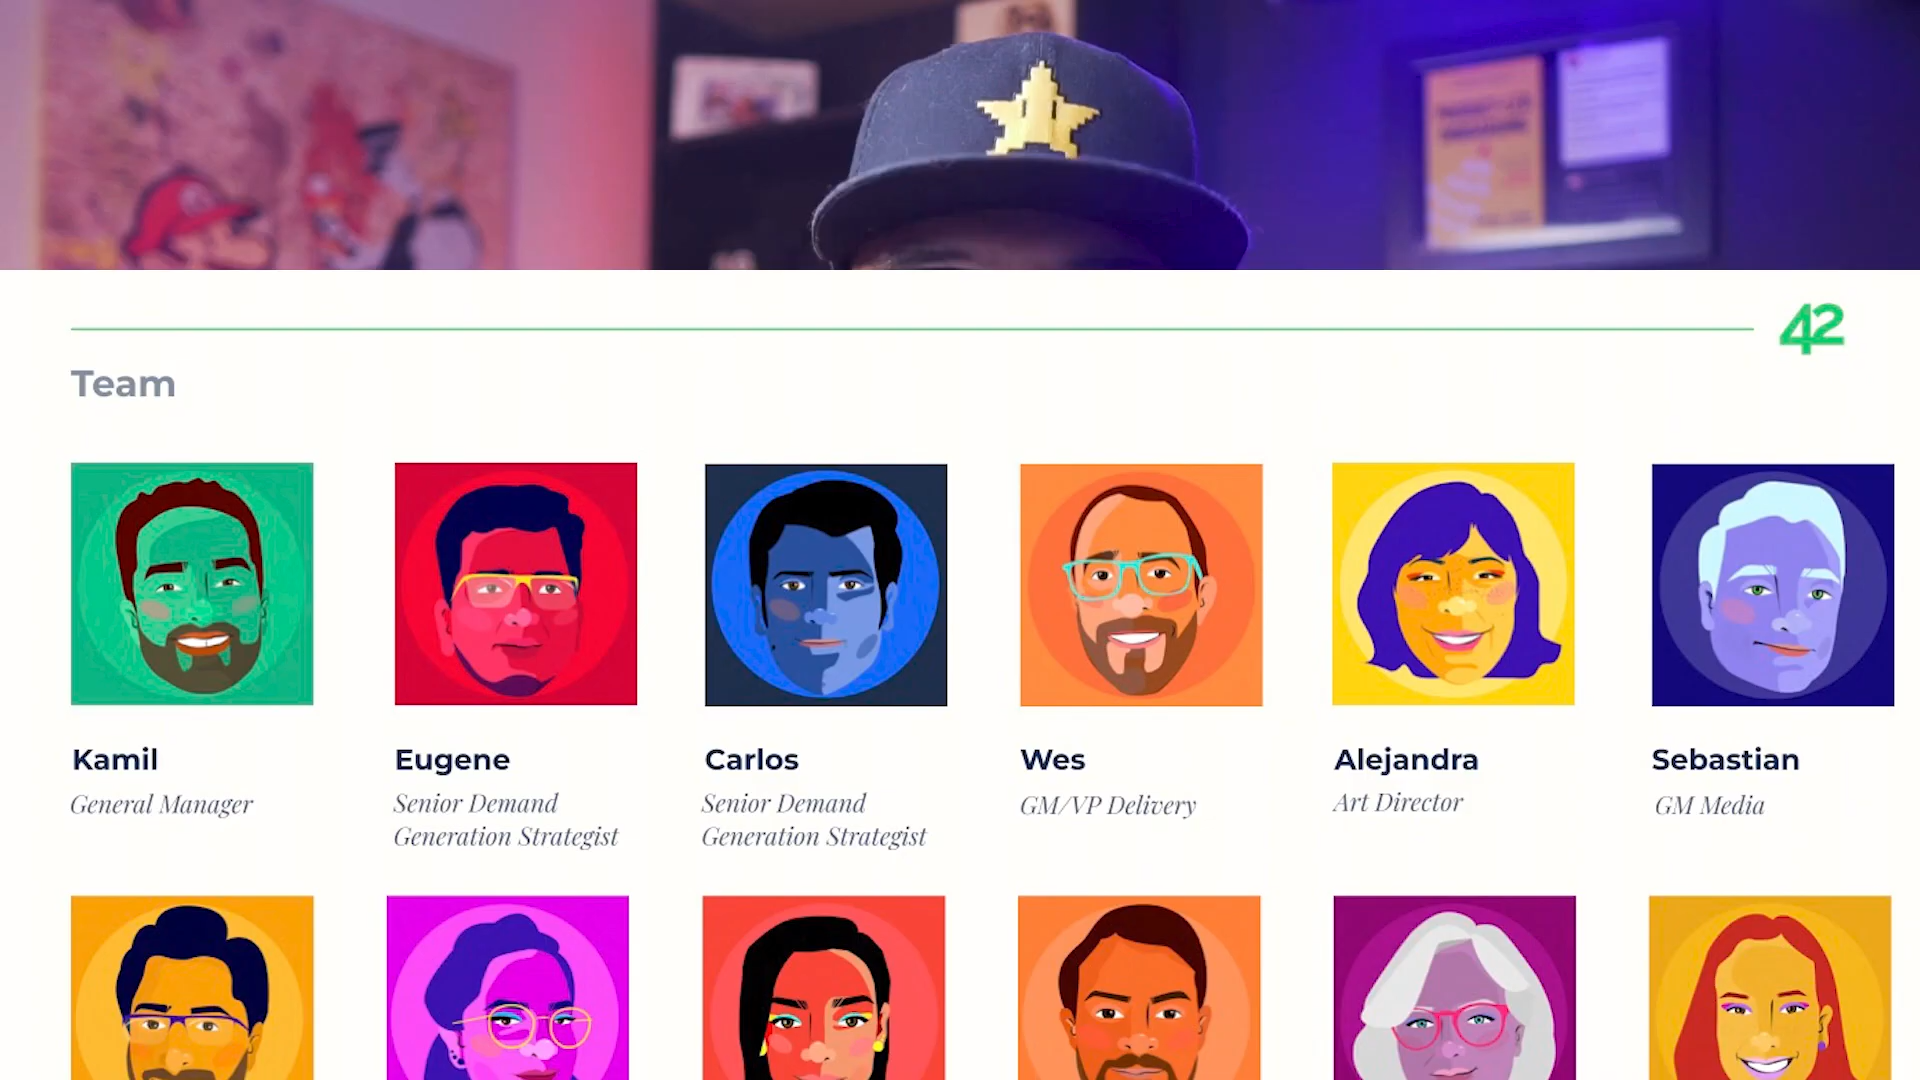 42
Team
Kamil
General Manager
Eugene
Senior Demand
Generation Strategist
Carlos
Senior Demand
Generation Strategist
Wes
GM/VP Delivery
Alejandra
Art Director
Sebastian
GM Media